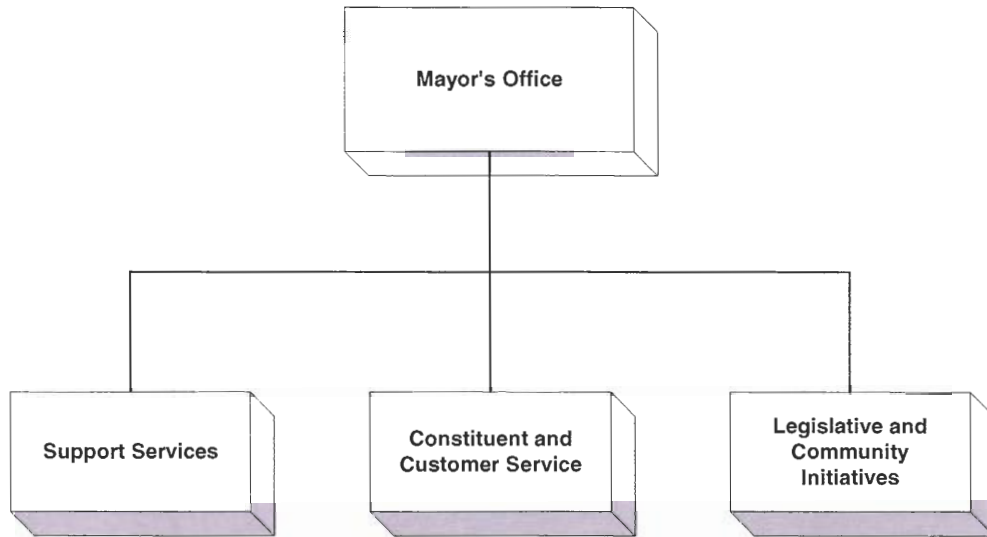 Mayor's Office
Support Services
Constituent and
Customer Service
Legislative and
Community
Initiatives